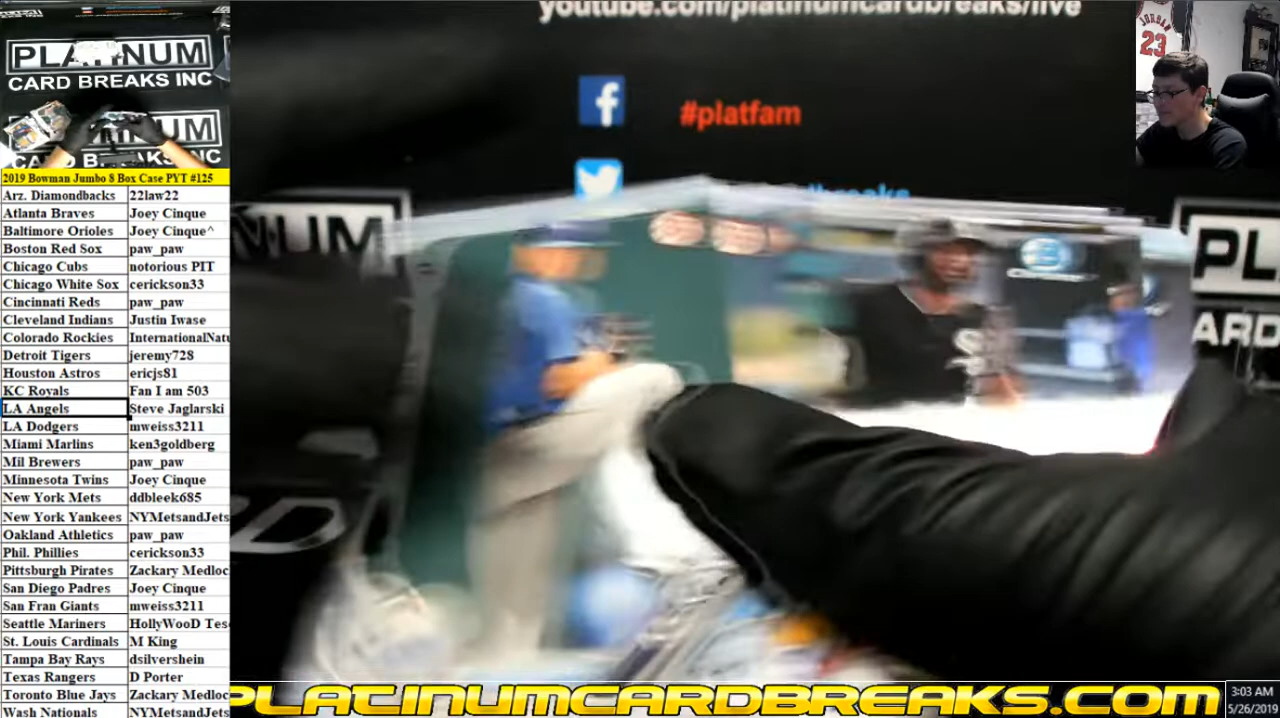 youtube.com/platinumcardbreaks/live
#platfam
PLATINUM
CARD BREAKS INC
2019 Bowman Jumbo 8 Box Case PYT #125
Arz. Diamondbacks 22law22
Atlanta Braves Joey Cinque
Baltimore Orioles Joey Cinque^
Boston Red Sox paw_paw
Chicago Cubs notorious PIT
Chicago White Sox cerickson33
Cincinnati Reds paw_paw
Cleveland Indians Justin Iwase
Colorado Rockies InternationalNatu
Detroit Tigers jeremy728
Houston Astros ericjs81
KC Royals Fan I am 503
LA Angels Steve Jaglarski
LA Dodgers mweiss3211
Miami Marlins ken3goldberg
Mil Brewers paw_paw
Minnesota Twins Joey Cinque
New York Mets ddbleek685
New York Yankees NYMetsandJets
Oakland Athletics paw_paw
Phil. Phillies cerickson33
Pittsburgh Pirates Zackary Medloc
San Diego Padres Joey Cinque
San Fran Giants mweiss3211
Seattle Mariners HollyWooD Tes
St. Louis Cardinals M King
Tampa Bay Rays dsilvershein
Texas Rangers D Porter
Toronto Blue Jays Zackary Medloc
Wash Nationals NYMetsandJets
JORDAN
23
PL
ARD
PLATINUMCARDBREAKS.COM
3:03 AM
5/26/2019